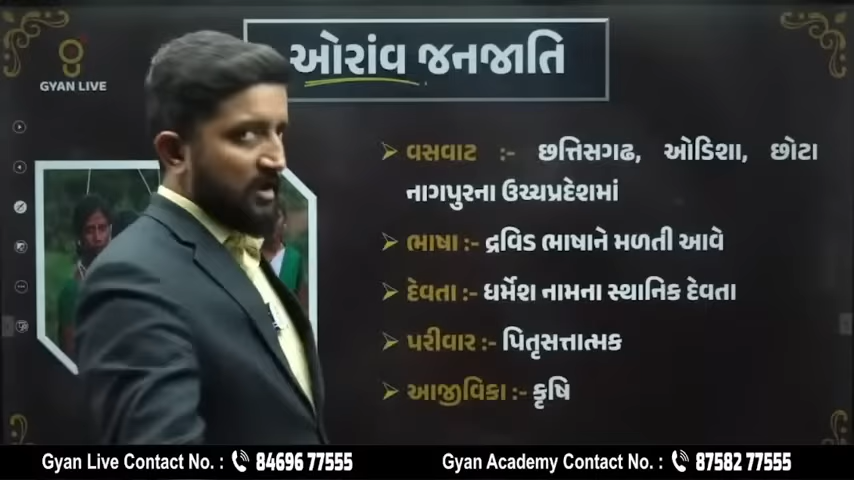 ઓરાંવ જનજાતિ
GYAN LIVE
વસવાટ :- છત્તિસગઢ, ઓડિશા, છોટા
નાગપુરના ઉચ્ચપ્રદેશમાં
ભાષા :- દ્રવિડ ભાષાને મળતી આવે
દેવતા :- ધર્મેશ નામના સ્થાનિક દેવતા
પરીવાર :- પિતૃસત્તાત્મક
આજીવિકા :- કૃષિ
Gyan Live Contact No. : 84696 77555 Gyan Academy Contact No. : 87582 77555